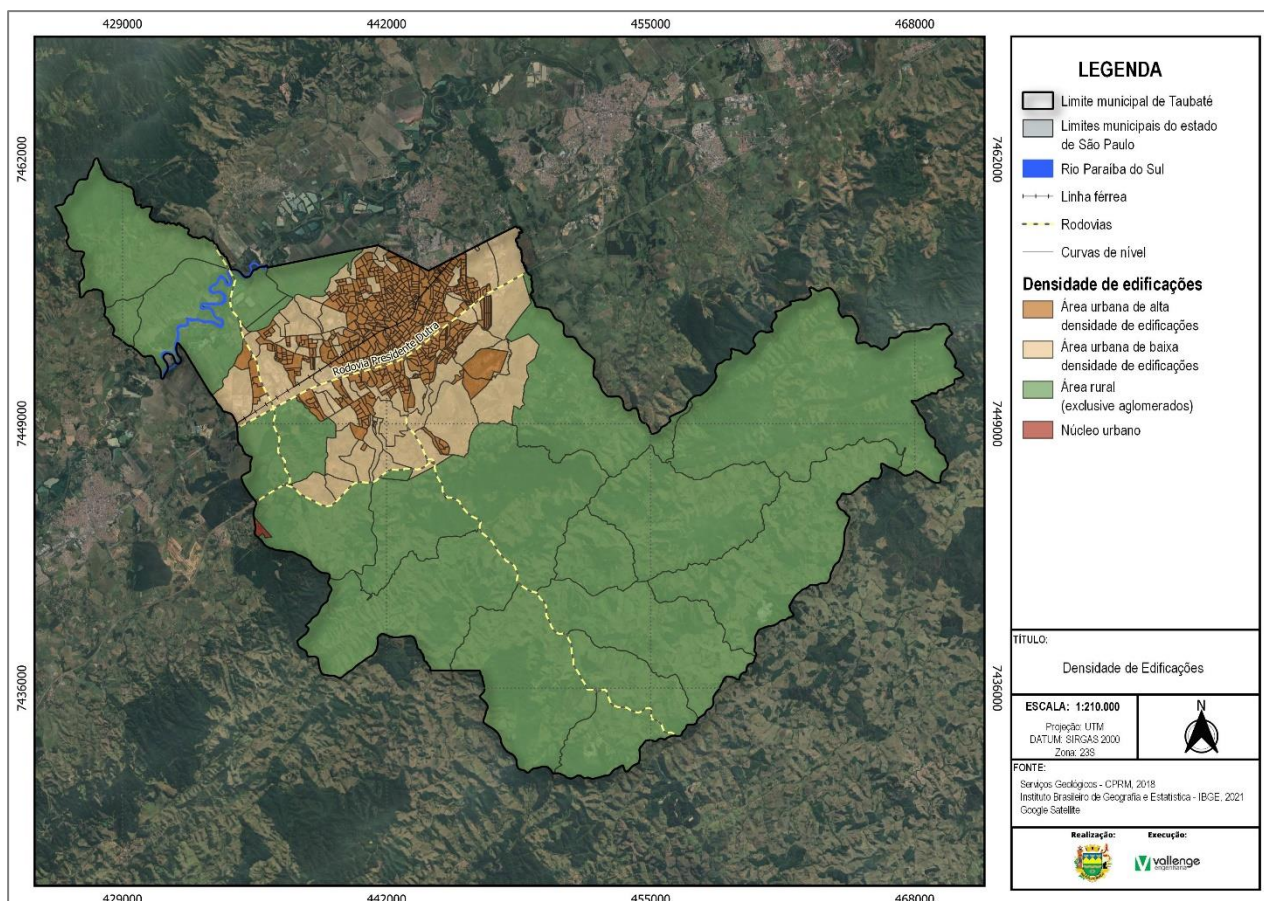 429000 442000 455000 468000
7462000 7462000
7449000 7449000
7436000 7436000
429000 442000 455000 468000
Rodovia Presidente Dutra
LEGENDA
Limite municipal de Taubaté
Limites municipais do estado
de São Paulo
Rio Paraíba do Sul
Linha férrea
Rodovias
Curvas de nível
Densidade de edificações
Área urbana de alta
densidade de edificações
Área urbana de baixa
densidade de edificações
Área rural
(exclusive aglomerados)
Núcleo urbano
TÍTULO:
Densidade de Edificações
ESCALA: 1:210.000
Projeção: UTM
DATUM: SIRGAS 2000
Zona: 23S
N
FONTE:
Serviços Geológicos - CPRM, 2018
Instituto Brasileiro de Geografia e Estatística - IBGE, 2021
Google Satellite
Realização: Execução:
vallenge
engenharia